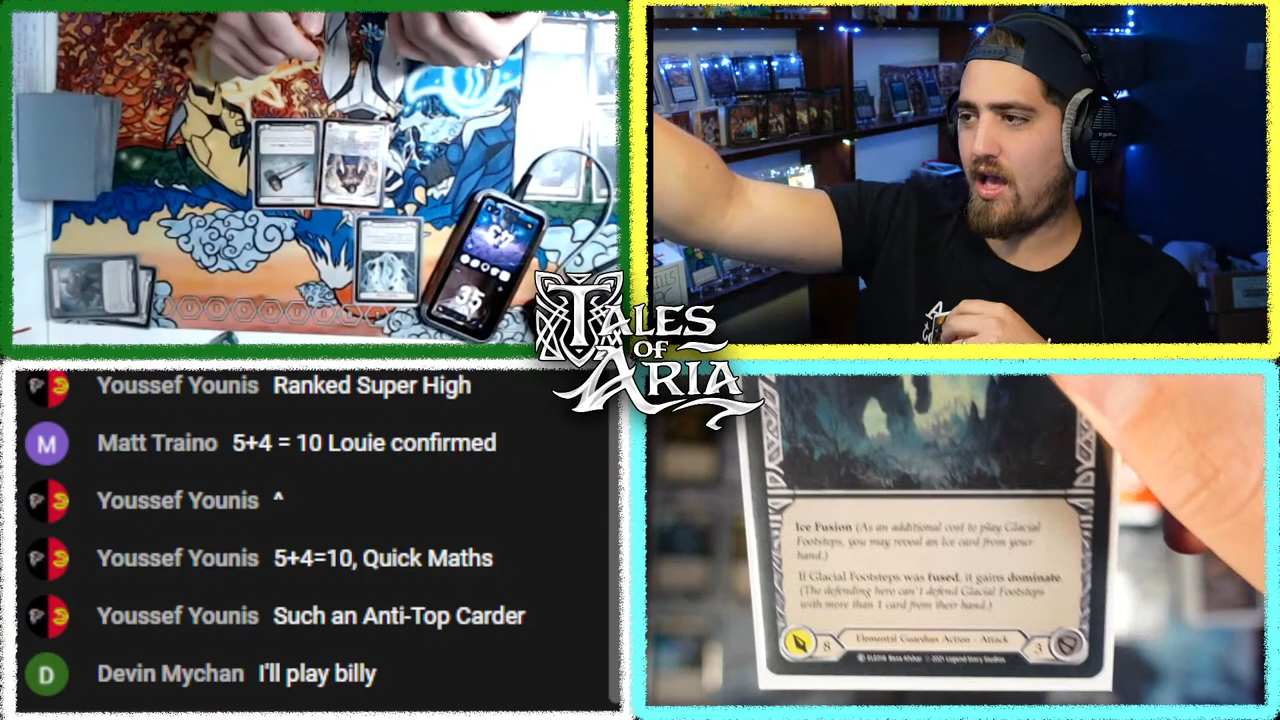 35
TALES
OF
ARIA
Youssef Younis Ranked Super High
Matt Traino 5+4 = 10 Louie confirmed
Youssef Younis ^
Youssef Younis 5+4=10, Quick Maths
Youssef Younis Such an Anti-Top Carder
Devin Mychan I'll play billy
M
D
Ice Fusion (As an additional cost to play Glacial
Footsteps, you may reveal an Ice card from your
hand.)
If Glacial Footsteps was fused, it gains dominate.
(The defending hero can't defend Glacial Footsteps
with more than 1 card from their hand.)
8 Elemental Guardian Action - Attack 3